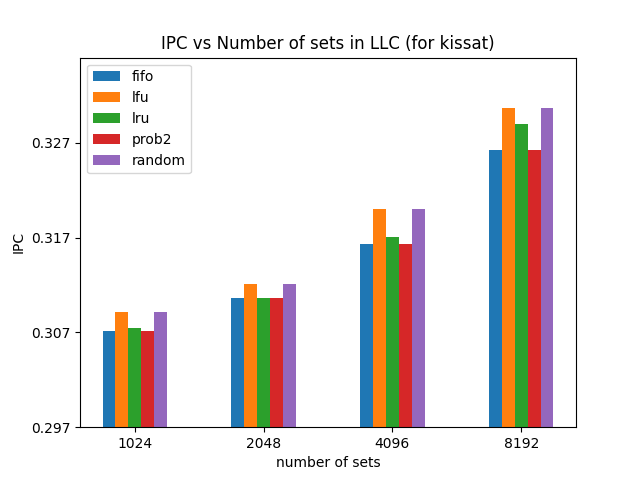 IPC vs Number of sets in LLC (for kissat)
fifo
lfu
lru
prob2
random
0.327
0.317
0.307
0.297
IPC
1024 2048 4096 8192
number of sets